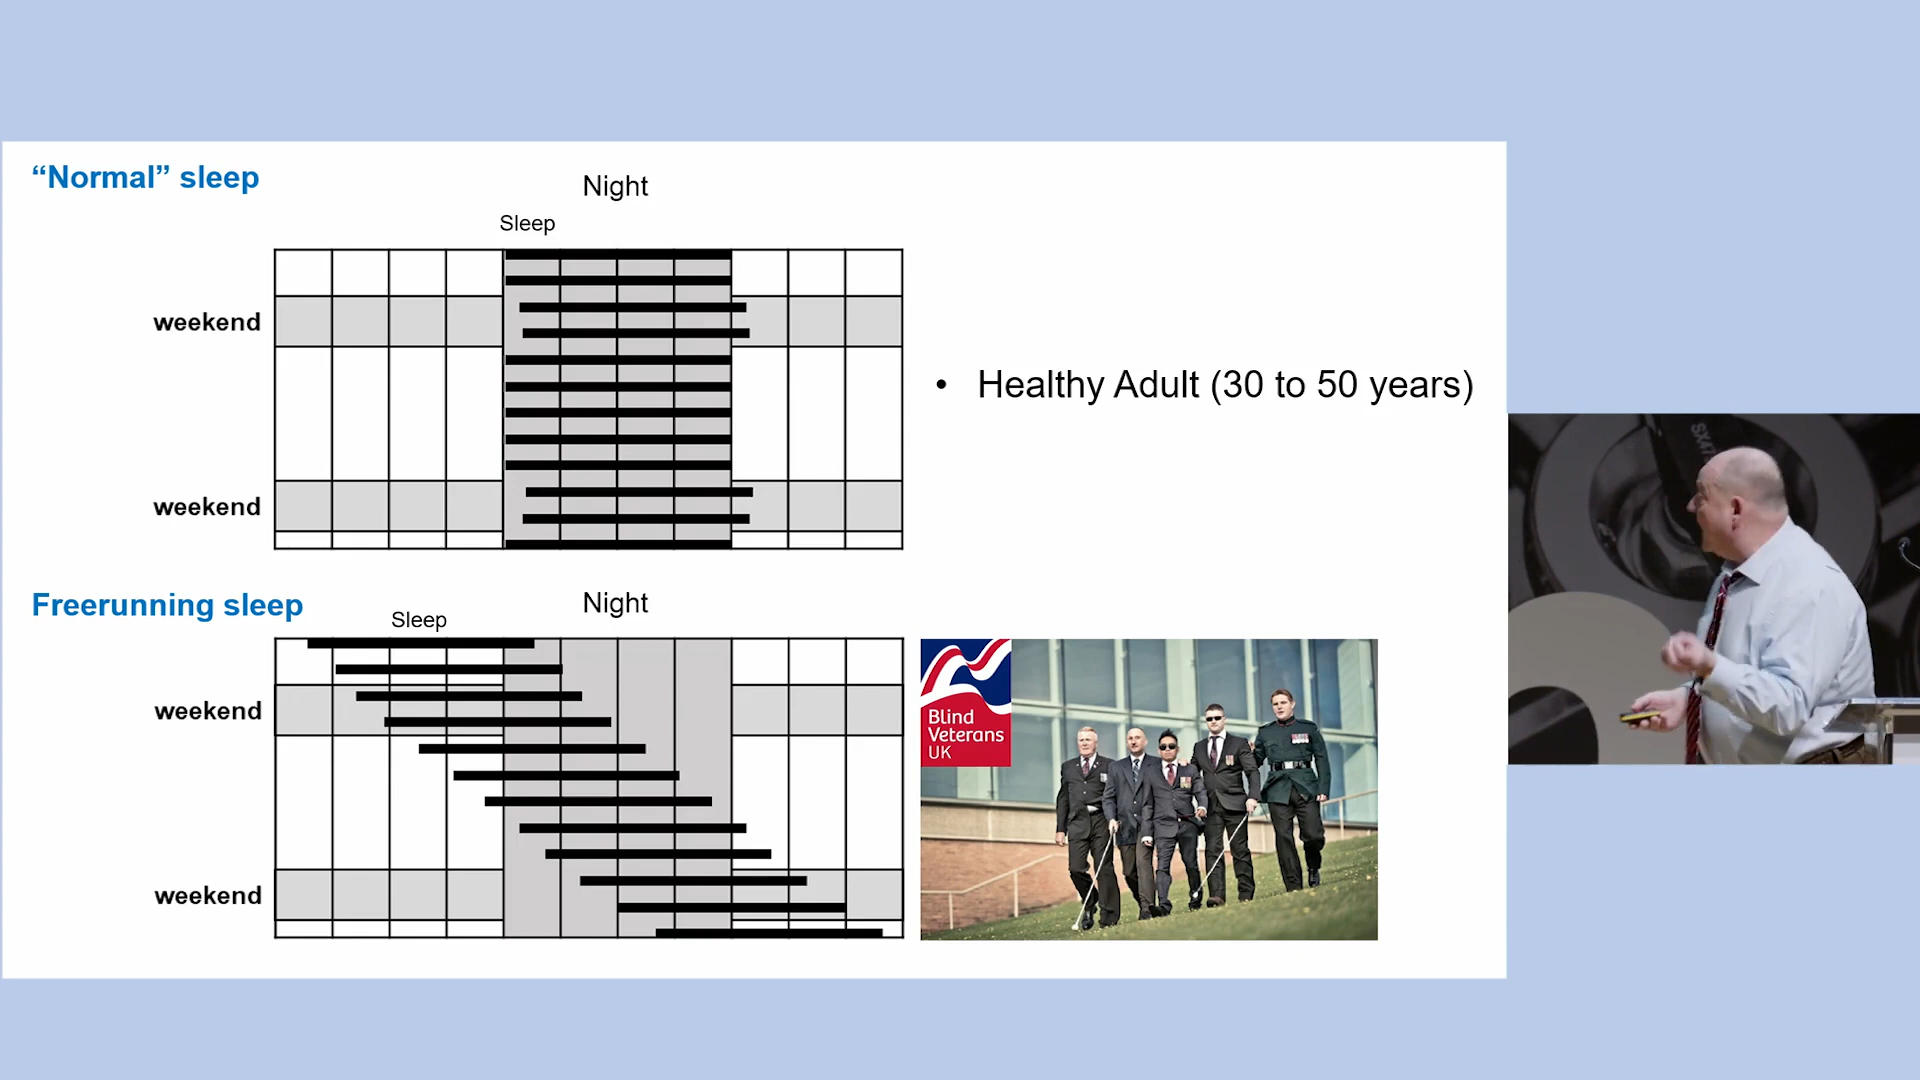 “Normal” sleep
Night
Sleep
weekend
weekend
• Healthy Adult (30 to 50 years)
Freerunning sleep
Night
Sleep
weekend
weekend
Blind
Veterans
UK